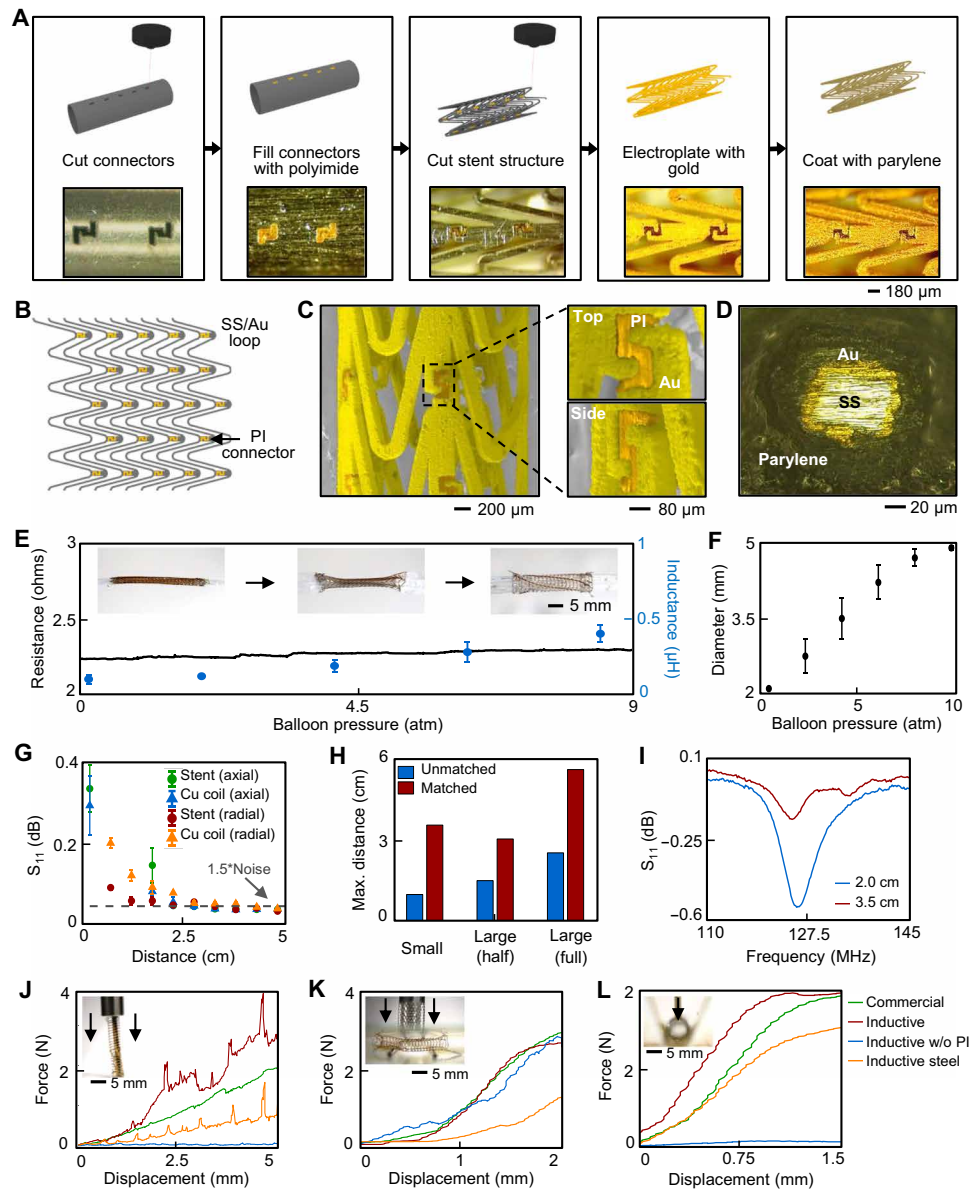 A
Cut connectors
Fill connectors
with polyimide
Cut stent structure
Electroplate with
gold
Coat with parylene
180 µm
B
SS/Au
loop
PI
connector
C
Top
PI
Au
Side
200 µm
80 µm
D
Au
SS
Parylene
20 µm
E
Resistance (ohms)
3
2.5
2
5 mm
1
0.5
0
Inductance (µH)
0
4.5
9
Balloon pressure (atm)
F
Diameter (mm)
5
3.5
2
0
5
10
Balloon pressure (atm)
G
S11 (dB)
0.4
0.2
0
Stent (axial)
Cu coil (axial)
Stent (radial)
Cu coil (radial)
1.5*Noise
0
2.5
5
Distance (cm)
H
Max. distance (cm)
6
3
0
Unmatched
Matched
Small
Large
(half)
Large
(full)
I
S11 (dB)
0.1
−0.25
−0.6
2.0 cm
3.5 cm
110
127.5
145
Frequency (MHz)
J
Force (N)
4
2
0
5 mm
0
2.5
5
Displacement (mm)
K
Force (N)
4
2
0
5 mm
0
1
2
Displacement (mm)
L
Force (N)
2
2
0
5 mm
0
0.75
1.5
Displacement (mm)
Commercial
Inductive
Inductive w/o PI
Inductive steel